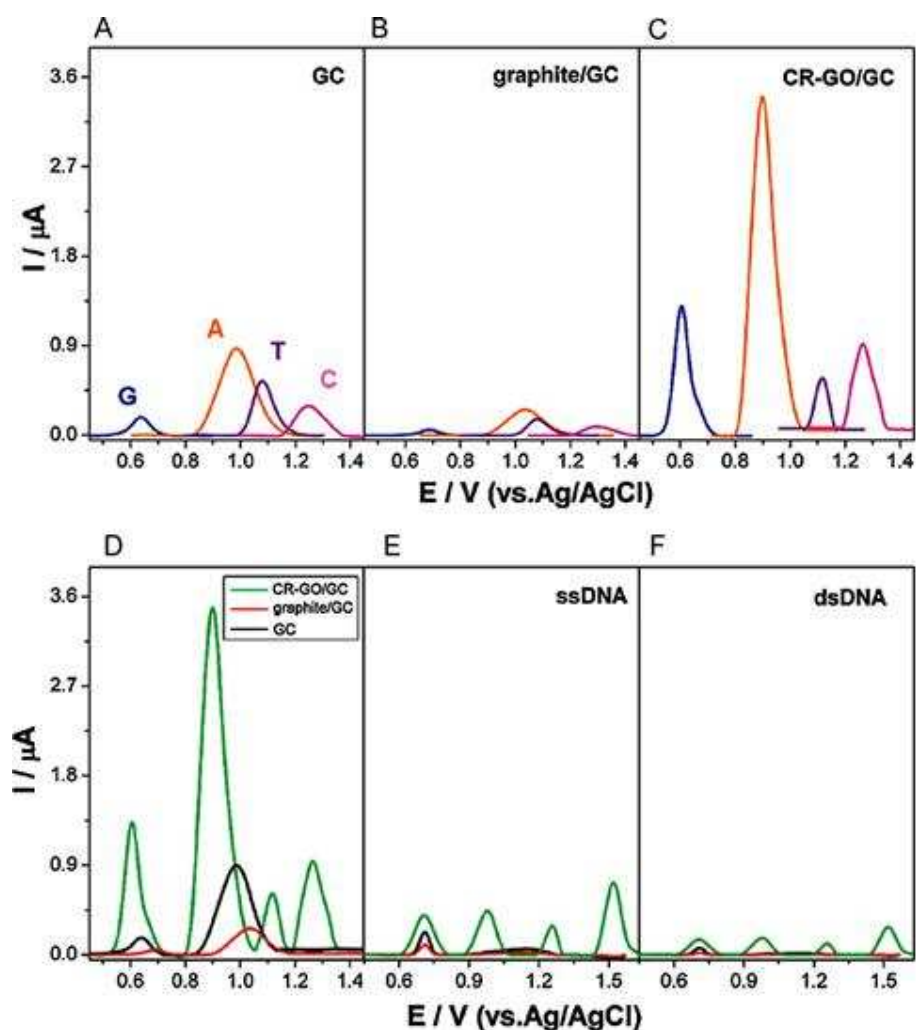 A B C
GC graphite/GC CR-GO/GC
3.6
2.7
1.8
0.9
0.0
I / μA
G A T C
0.6 0.8 1.0 1.2 1.4 0.6 0.8 1.0 1.2 1.4 0.6 0.8 1.0 1.2 1.4
E / V (vs.Ag/AgCl)
D E F
CR-GO/GC
graphite/GC
GC
ssDNA dsDNA
3.6
2.7
1.8
0.9
0.0
I / μA
0.6 0.8 1.0 1.2 1.4 0.6 0.9 1.2 1.5 0.6 0.9 1.2 1.5
E / V (vs.Ag/AgCl)